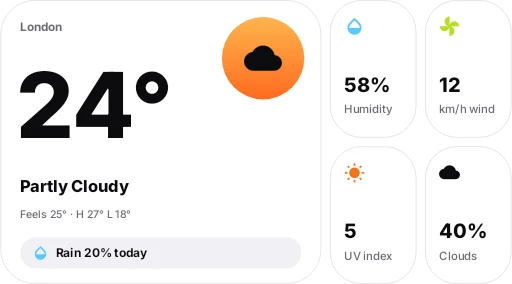 London
24°
Partly Cloudy
Feels 25° · H 27° L 18°
Rain 20% today
58%
Humidity
12
km/h wind
5
UV index
40%
Clouds